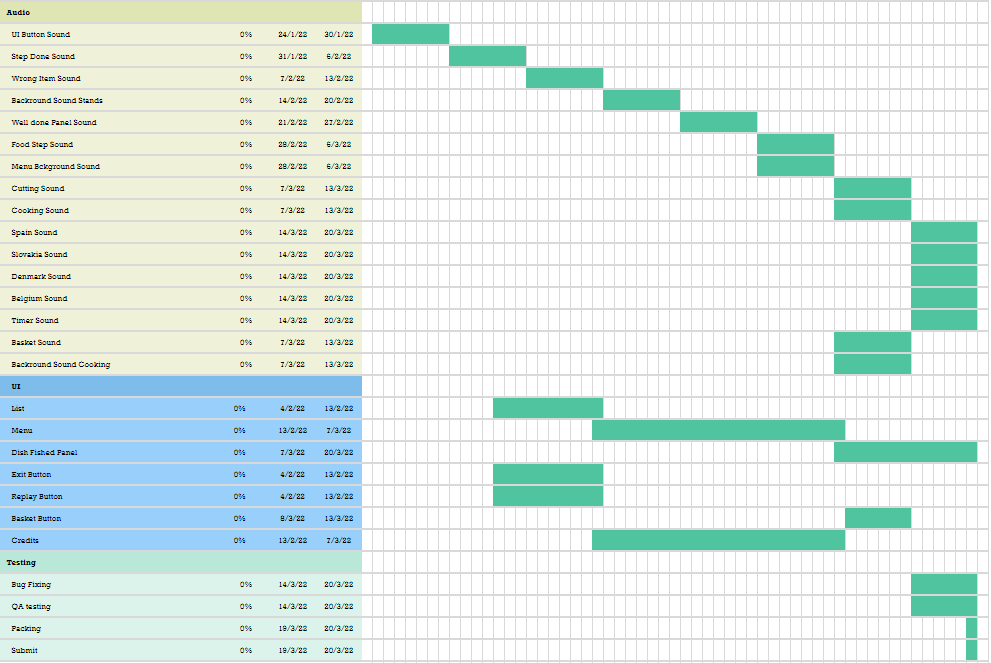 Audio
UI Button Sound 0% 24/1/22 30/1/22
Step Done Sound 0% 31/1/22 6/2/22
Wrong Item Sound 0% 7/2/22 13/2/22
Backround Sound Stands 0% 14/2/22 20/2/22
Well done Panel Sound 0% 21/2/22 27/2/22
Food Step Sound 0% 28/2/22 6/3/22
Menu Bckground Sound 0% 28/2/22 6/3/22
Cutting Sound 0% 7/3/22 13/3/22
Cooking Sound 0% 7/3/22 13/3/22
Spain Sound 0% 14/3/22 20/3/22
Slovakia Sound 0% 14/3/22 20/3/22
Denmark Sound 0% 14/3/22 20/3/22
Belgium Sound 0% 14/3/22 20/3/22
Timer Sound 0% 14/3/22 20/3/22
Basket Sound 0% 7/3/22 13/3/22
Backround Sound Cooking 0% 7/3/22 13/3/22
UI
List 0% 4/2/22 13/2/22
Menu 0% 13/2/22 7/3/22
Dish Fished Panel 0% 7/3/22 20/3/22
Exit Button 0% 4/2/22 13/2/22
Replay Button 0% 4/2/22 13/2/22
Basket Button 0% 8/3/22 13/3/22
Credits 0% 13/2/22 7/3/22
Testing
Bug Fixing 0% 14/3/22 20/3/22
QA testing 0% 14/3/22 20/3/22
Packing 0% 19/3/22 20/3/22
Submit 0% 19/3/22 20/3/22